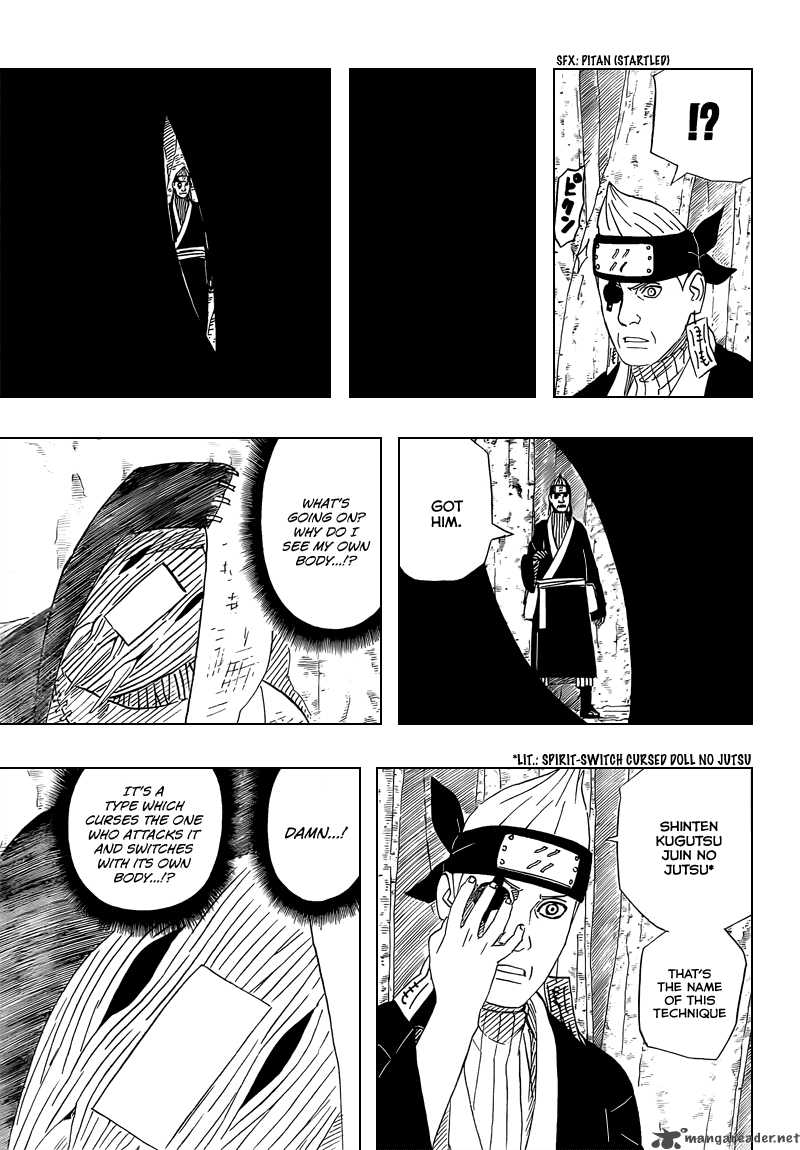 SFX: PITAN (STARTLED)
!?
ピクン
GOT
HIM.
WHAT'S
GOING ON?
WHY DO I
SEE MY OWN
BODY...!?
*LIT.: SPIRIT-SWITCH CURSED DOLL NO JUTSU
SHINTEN
KUGUTSU
JUIN NO
JUTSU*
THAT'S
THE NAME
OF THIS
TECHNIQUE
DAMN...!
IT'S A
TYPE WHICH
CURSES THE ONE
WHO ATTACKS IT
AND SWITCHES
WITH ITS OWN
BODY...!?
mangareader.net